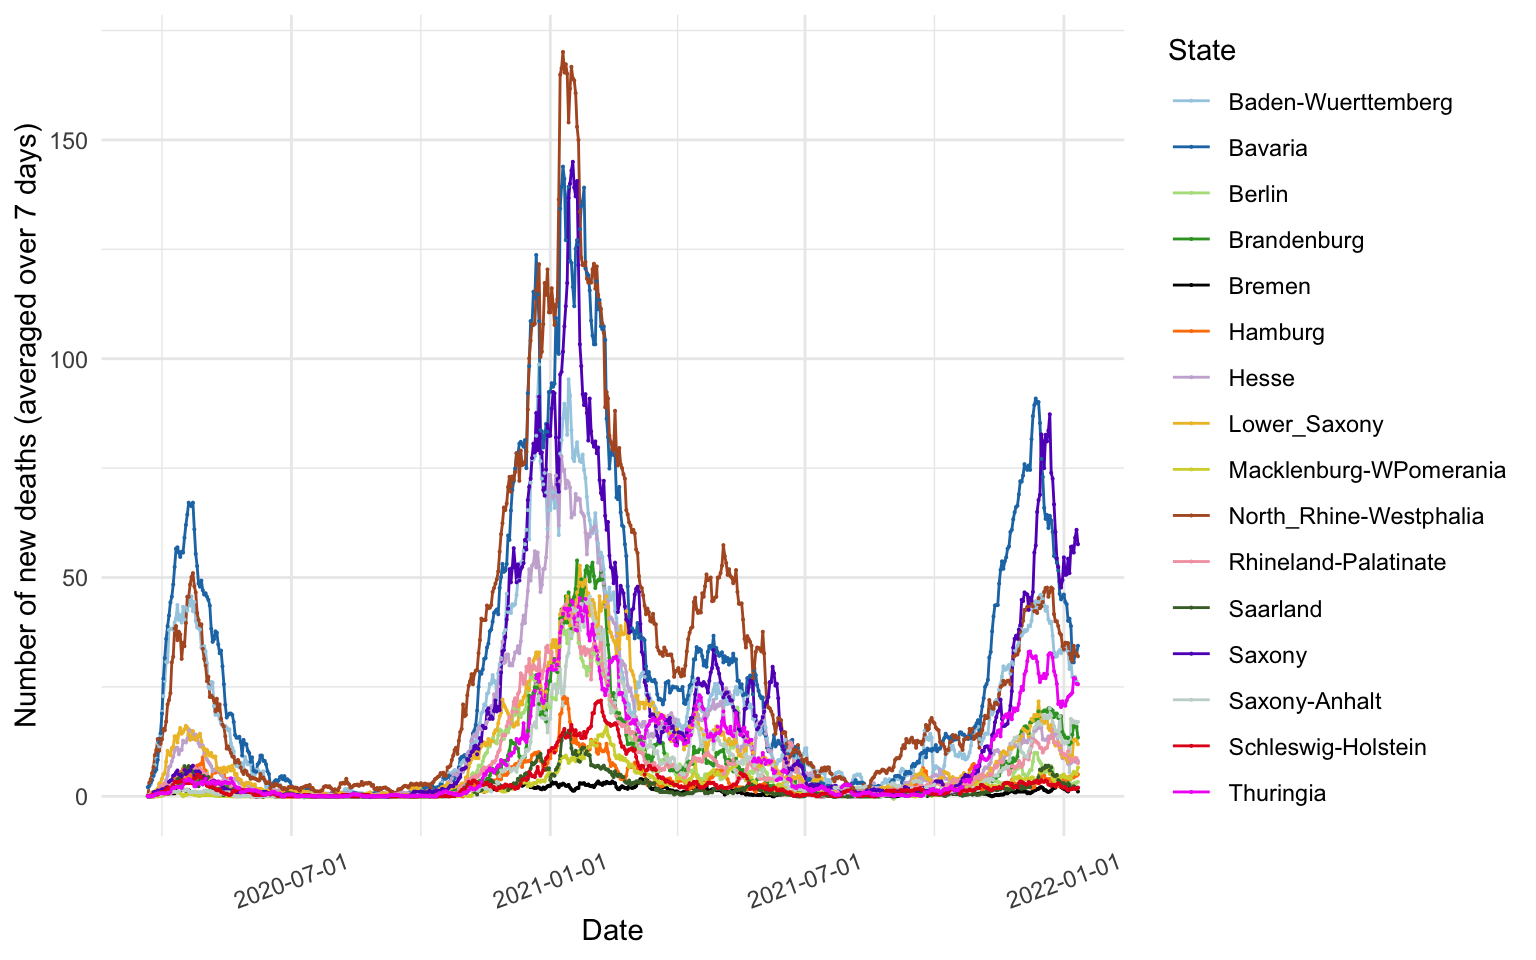 State
Baden-Wuerttemberg
Bavaria
Berlin
Brandenburg
Bremen
Hamburg
Hesse
Lower_Saxony
Macklenburg-WPomerania
North_Rhine-Westphalia
Rhineland-Palatinate
Saarland
Saxony
Saxony-Anhalt
Schleswig-Holstein
Thuringia
Number of new deaths (averaged over 7 days)
150
100
50
0
2020-07-01
2021-01-01
2021-07-01
2022-01-01
Date